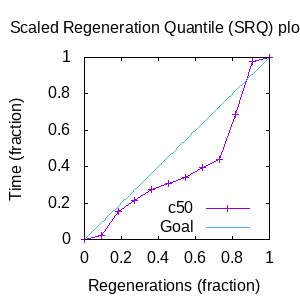 Scaled Regeneration Quantile (SRQ) plo
1
0.8
0.6
0.4
0.2
0
Time (fraction)
c50
Goal
0 0.2 0.4 0.6 0.8 1
Regenerations (fraction)